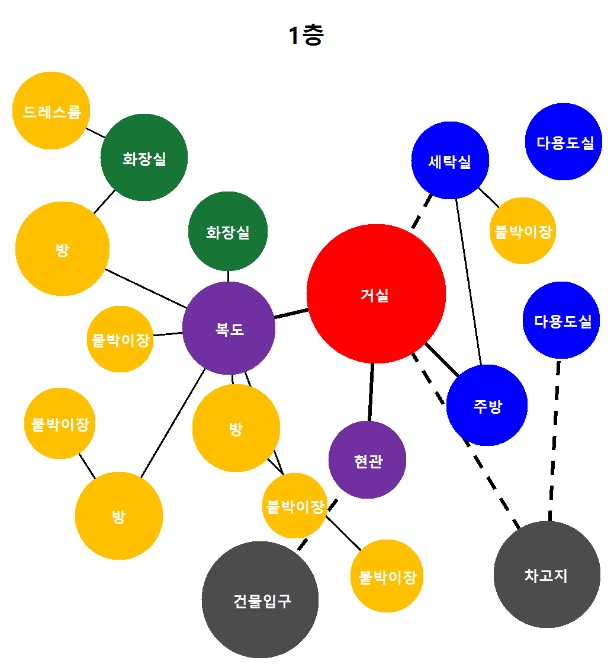 1층
드레스룸
화장실
세탁실
다용도실
화장실
붙박이장
방
거실
다용도실
복도
붙박이장
주방
붙박이장
방
현관
붙박이장
방
차고지
붙박이장
건물입구